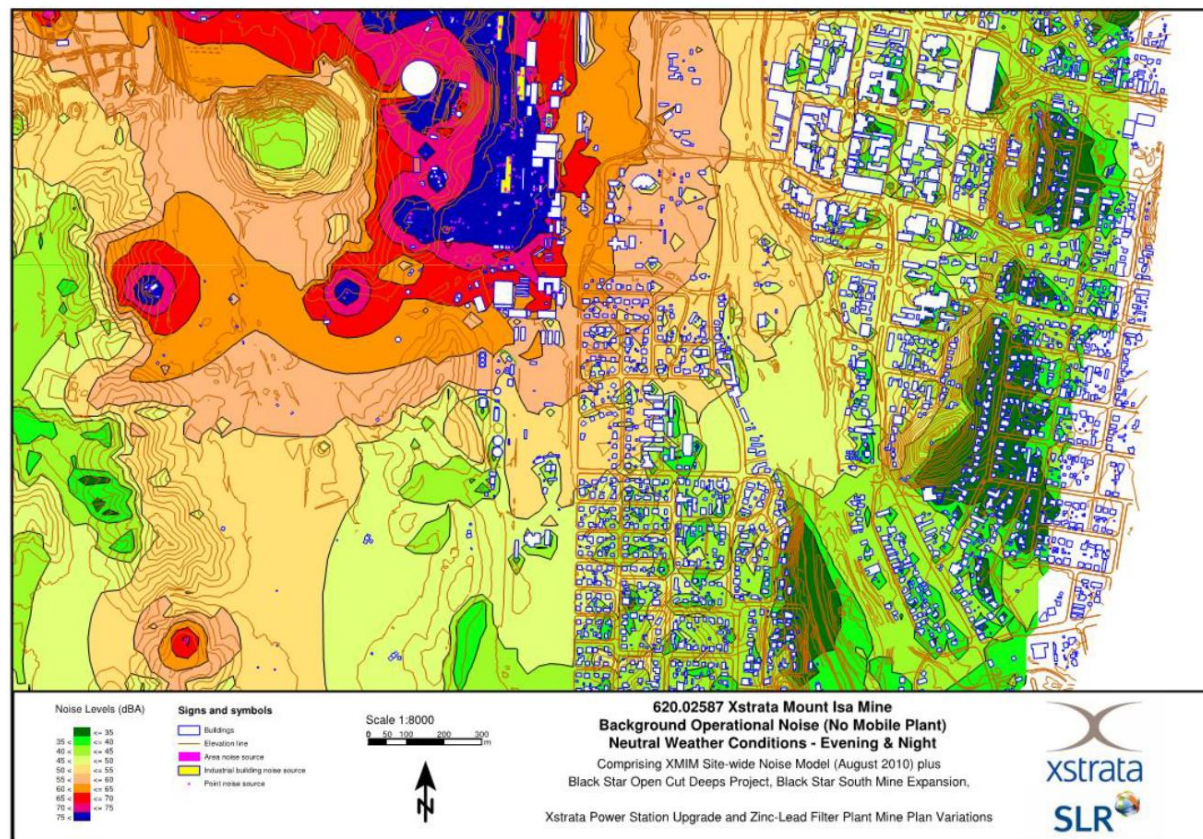 Noise Levels (dBA)
<= 35
35 < <= 40
40 < <= 45
45 < <= 50
50 < <= 55
55 < <= 60
60 < <= 65
65 < <= 70
70 < <= 75
75 <
Signs and symbols
Buildings
Elevation line
Area noise source
Industrial building noise source
Point noise source
Scale 1:8000
0 50 100 200 300
m
N
620.02587 Xstrata Mount Isa Mine
Background Operational Noise (No Mobile Plant)
Neutral Weather Conditions - Evening & Night
Comprising XMIM Site-wide Noise Model (August 2010) plus
Black Star Open Cut Deeps Project, Black Star South Mine Expansion,
Xstrata Power Station Upgrade and Zinc-Lead Filter Plant Mine Plan Variations
xstrata
SLR